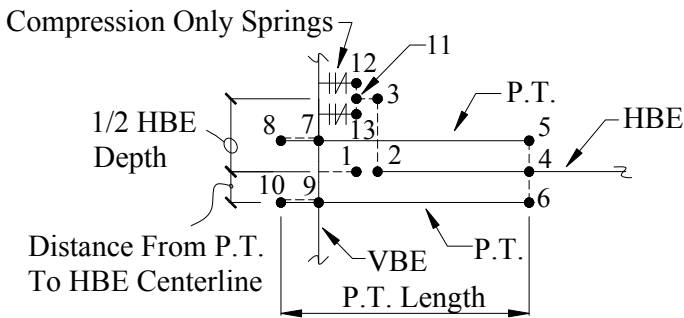 Compression Only Springs
11
12
3
P.T.
1/2 HBE
Depth
8
7
13
5
HBE
1
2
4
10
9
6
Distance From P.T.
To HBE Centerline
VBE
P.T.
P.T. Length